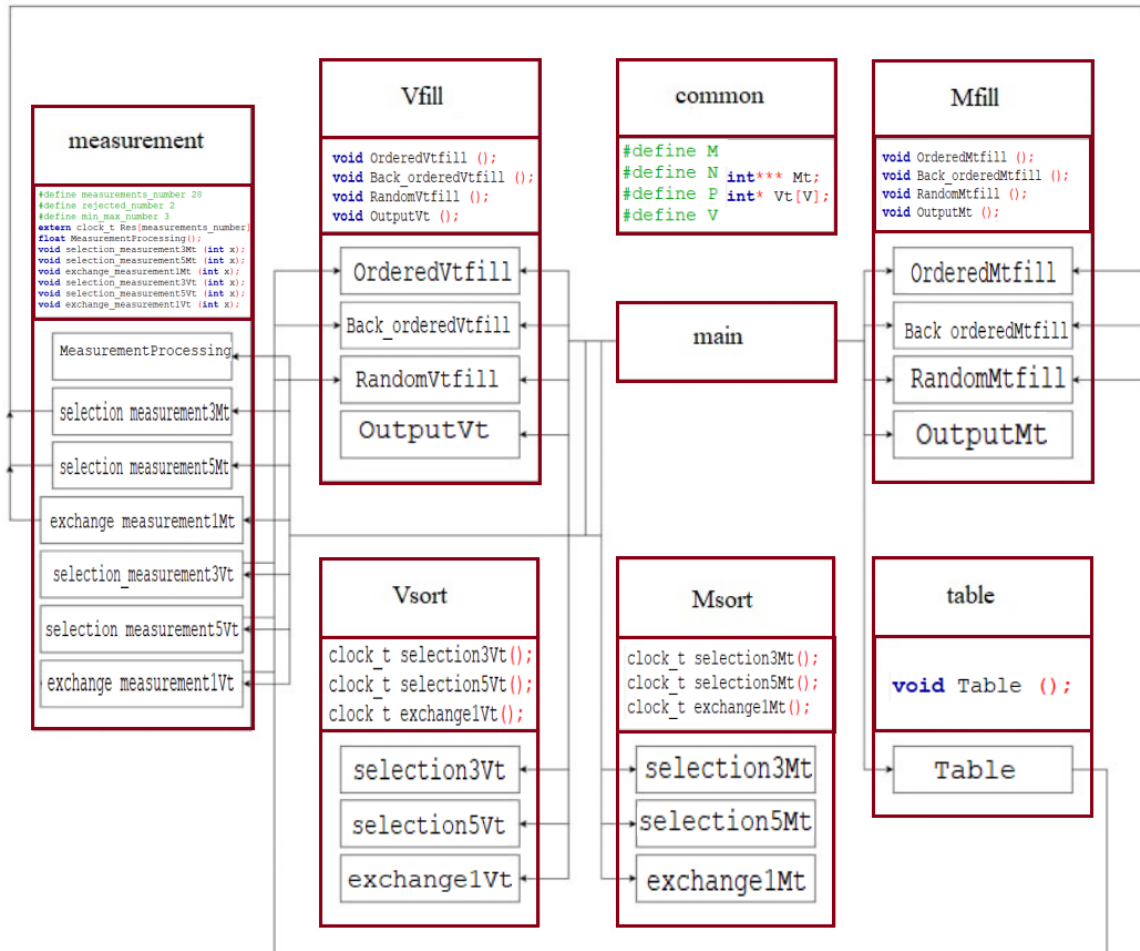 measurement
#define measurements_number 28
#define rejected_number 2
#define min_max_number 3
extern clock_t Res[measurements_number]
float MeasurementProcessing();
void selection_measurement3Mt (int x);
void selection_measurement5Mt (int x);
void exchange_measurement1Mt (int x);
void selection_measurement3Vt (int x);
void selection_measurement5Vt (int x);
void exchange_measurement1Vt (int x);
MeasurementProcessing
selection measurement3Mt
selection measurement5Mt
exchange measurement1Mt
selection_measurement3Vt
selection measurement5Vt
exchange measurement1Vt
Vfill
void OrderedVtfill ();
void Back_orderedVtfill ();
void RandomVtfill ();
void OutputVt ();
OrderedVtfill
Back_orderedVtfill
RandomVtfill
OutputVt
common
#define M
#define N
#define P
#define V
int*** Mt;
int* Vt[V];
main
Mfill
void OrderedMtfill ();
void Back_orderedMtfill ();
void RandomMtfill ();
void OutputMt ();
OrderedMtfill
Back orderedMtfill
RandomMtfill
OutputMt
Vsort
clock_t selection3Vt();
clock_t selection5Vt();
clock t exchange1Vt();
selection3Vt
selection5Vt
exchange1Vt
Msort
clock_t selection3Mt();
clock_t selection5Mt();
clock_t exchange1Mt();
selection3Mt
selection5Mt
exchange1Mt
table
void Table ();
Table